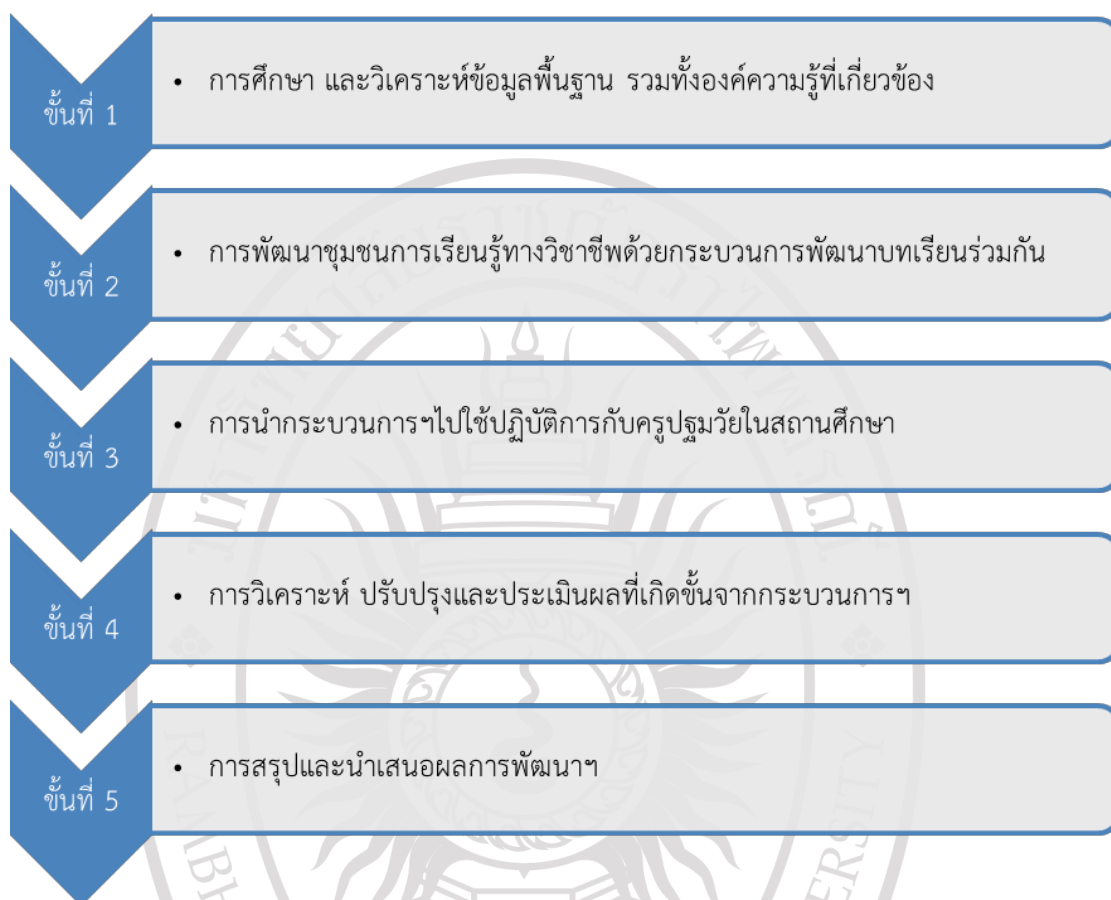 ขั้นที่ 1
• การศึกษา และวิเคราะห์ข้อมูลพื้นฐาน รวมทั้งองค์ความรู้ที่เกี่ยวข้อง
ขั้นที่ 2
• การพัฒนาชุมชนการเรียนรู้ทางวิชาชีพด้วยกระบวนการพัฒนาบทเรียนร่วมกัน
ขั้นที่ 3
• การนำกระบวนการฯไปใช้ปฏิบัติการกับครูปฐมวัยในสถานศึกษา
ขั้นที่ 4
• การวิเคราะห์ ปรับปรุงและประเมินผลที่เกิดขึ้นจากกระบวนการฯ
ขั้นที่ 5
• การสรุปและนำเสนอผลการพัฒนาฯ